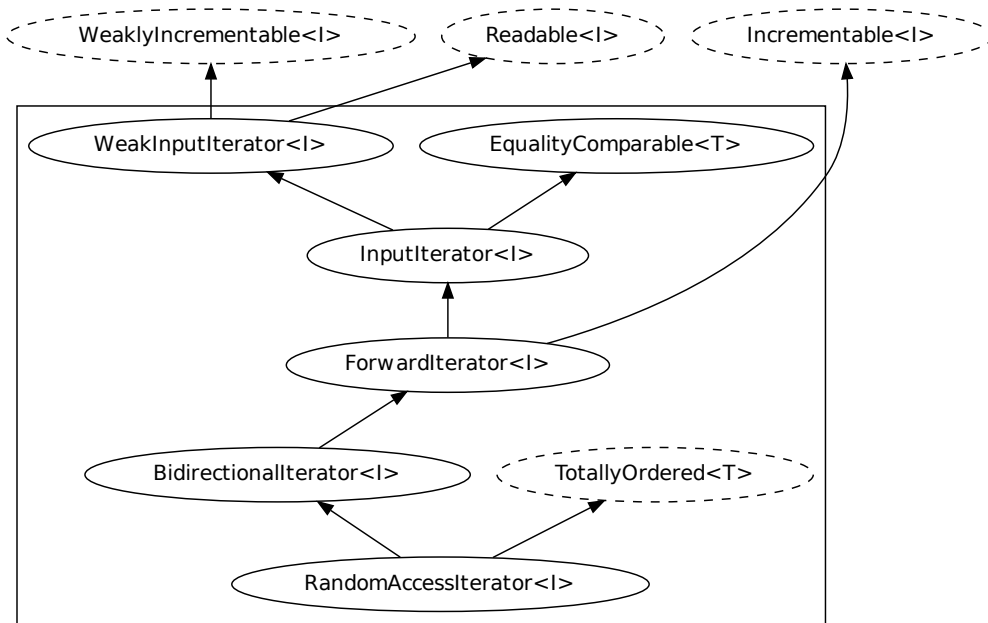 WeaklyIncrementable<I>
Readable<I>
Incrementable<I>
WeakInputIterator<I>
EqualityComparable<T>
InputIterator<I>
ForwardIterator<I>
BidirectionalIterator<I>
TotallyOrdered<T>
RandomAccessIterator<I>